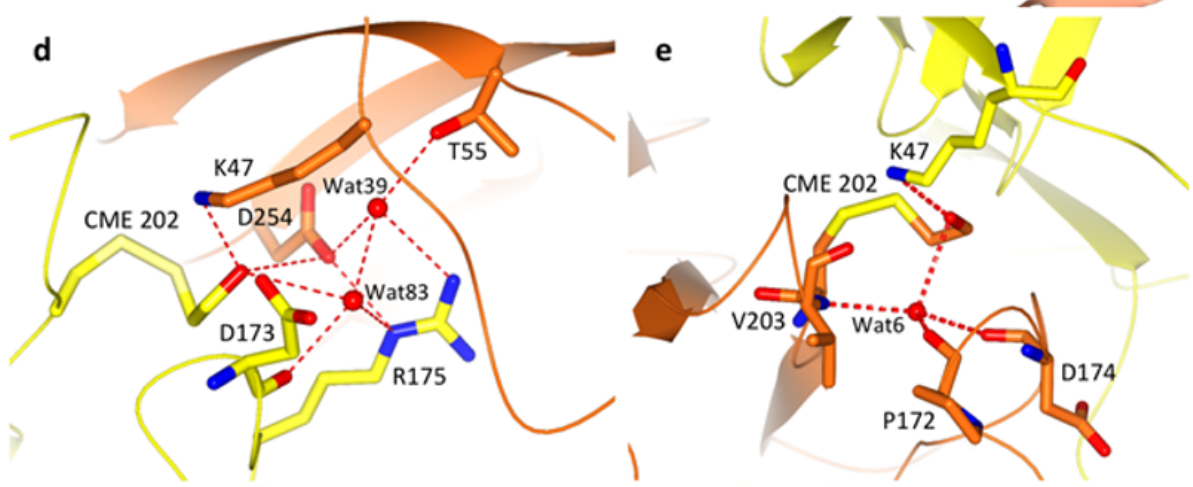 d
T55
K47
Wat39
D254
CME 202
Wat83
D173
R175
e
K47
CME 202
V203
Wat6
D174
P172